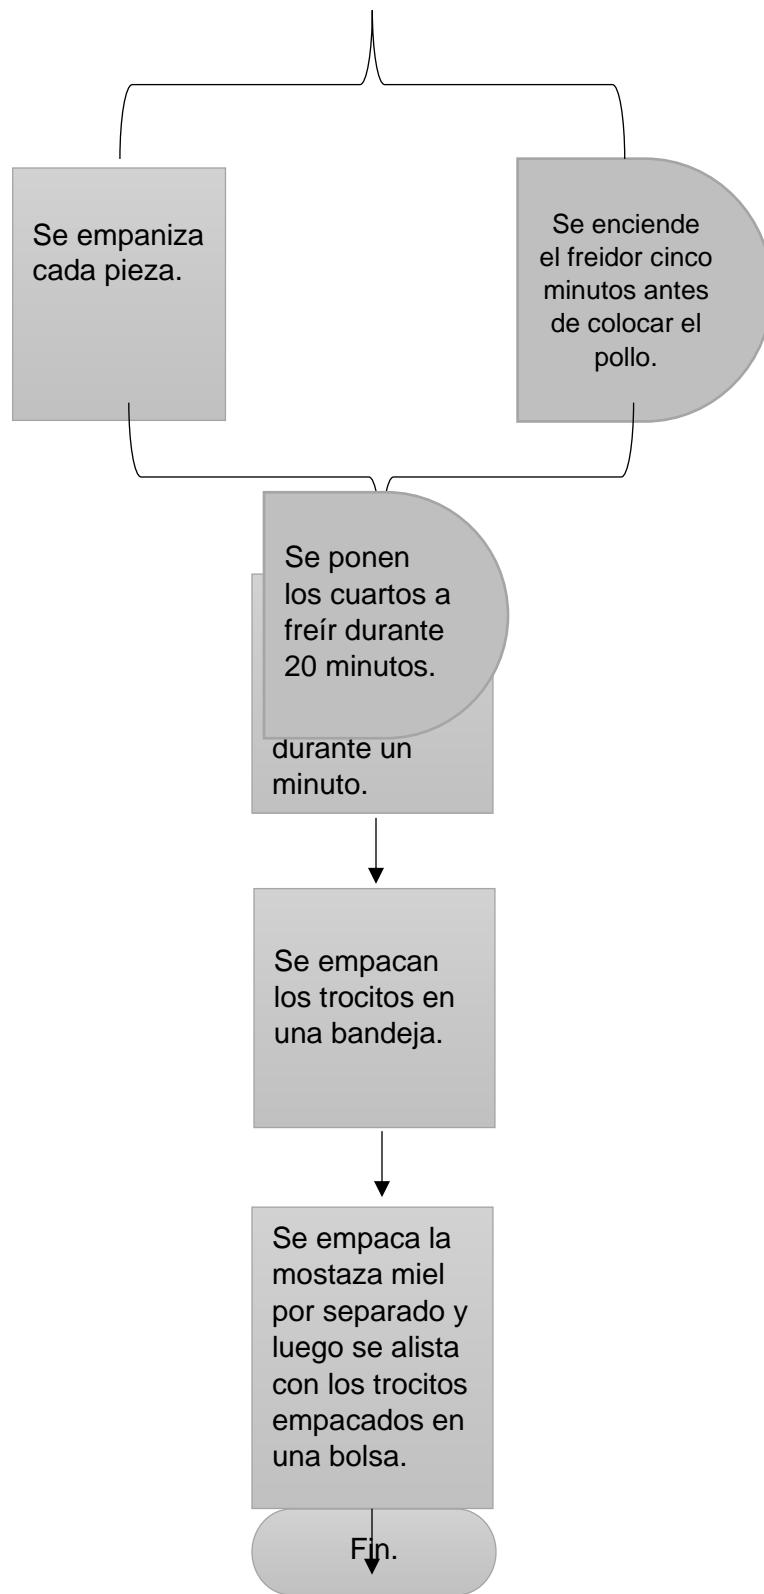 Se empaniza
cada pieza.
Se enciende
el freidor cinco
minutos antes
de colocar el
pollo.
Se ponen
los cuartos a
freír durante
20 minutos.
durante un
minuto.
Se empacan
los trocitos en
una bandeja.
Se empaca la
mostaza miel
por separado y
luego se alista
con los trocitos
empacados en
una bolsa.
Fin.